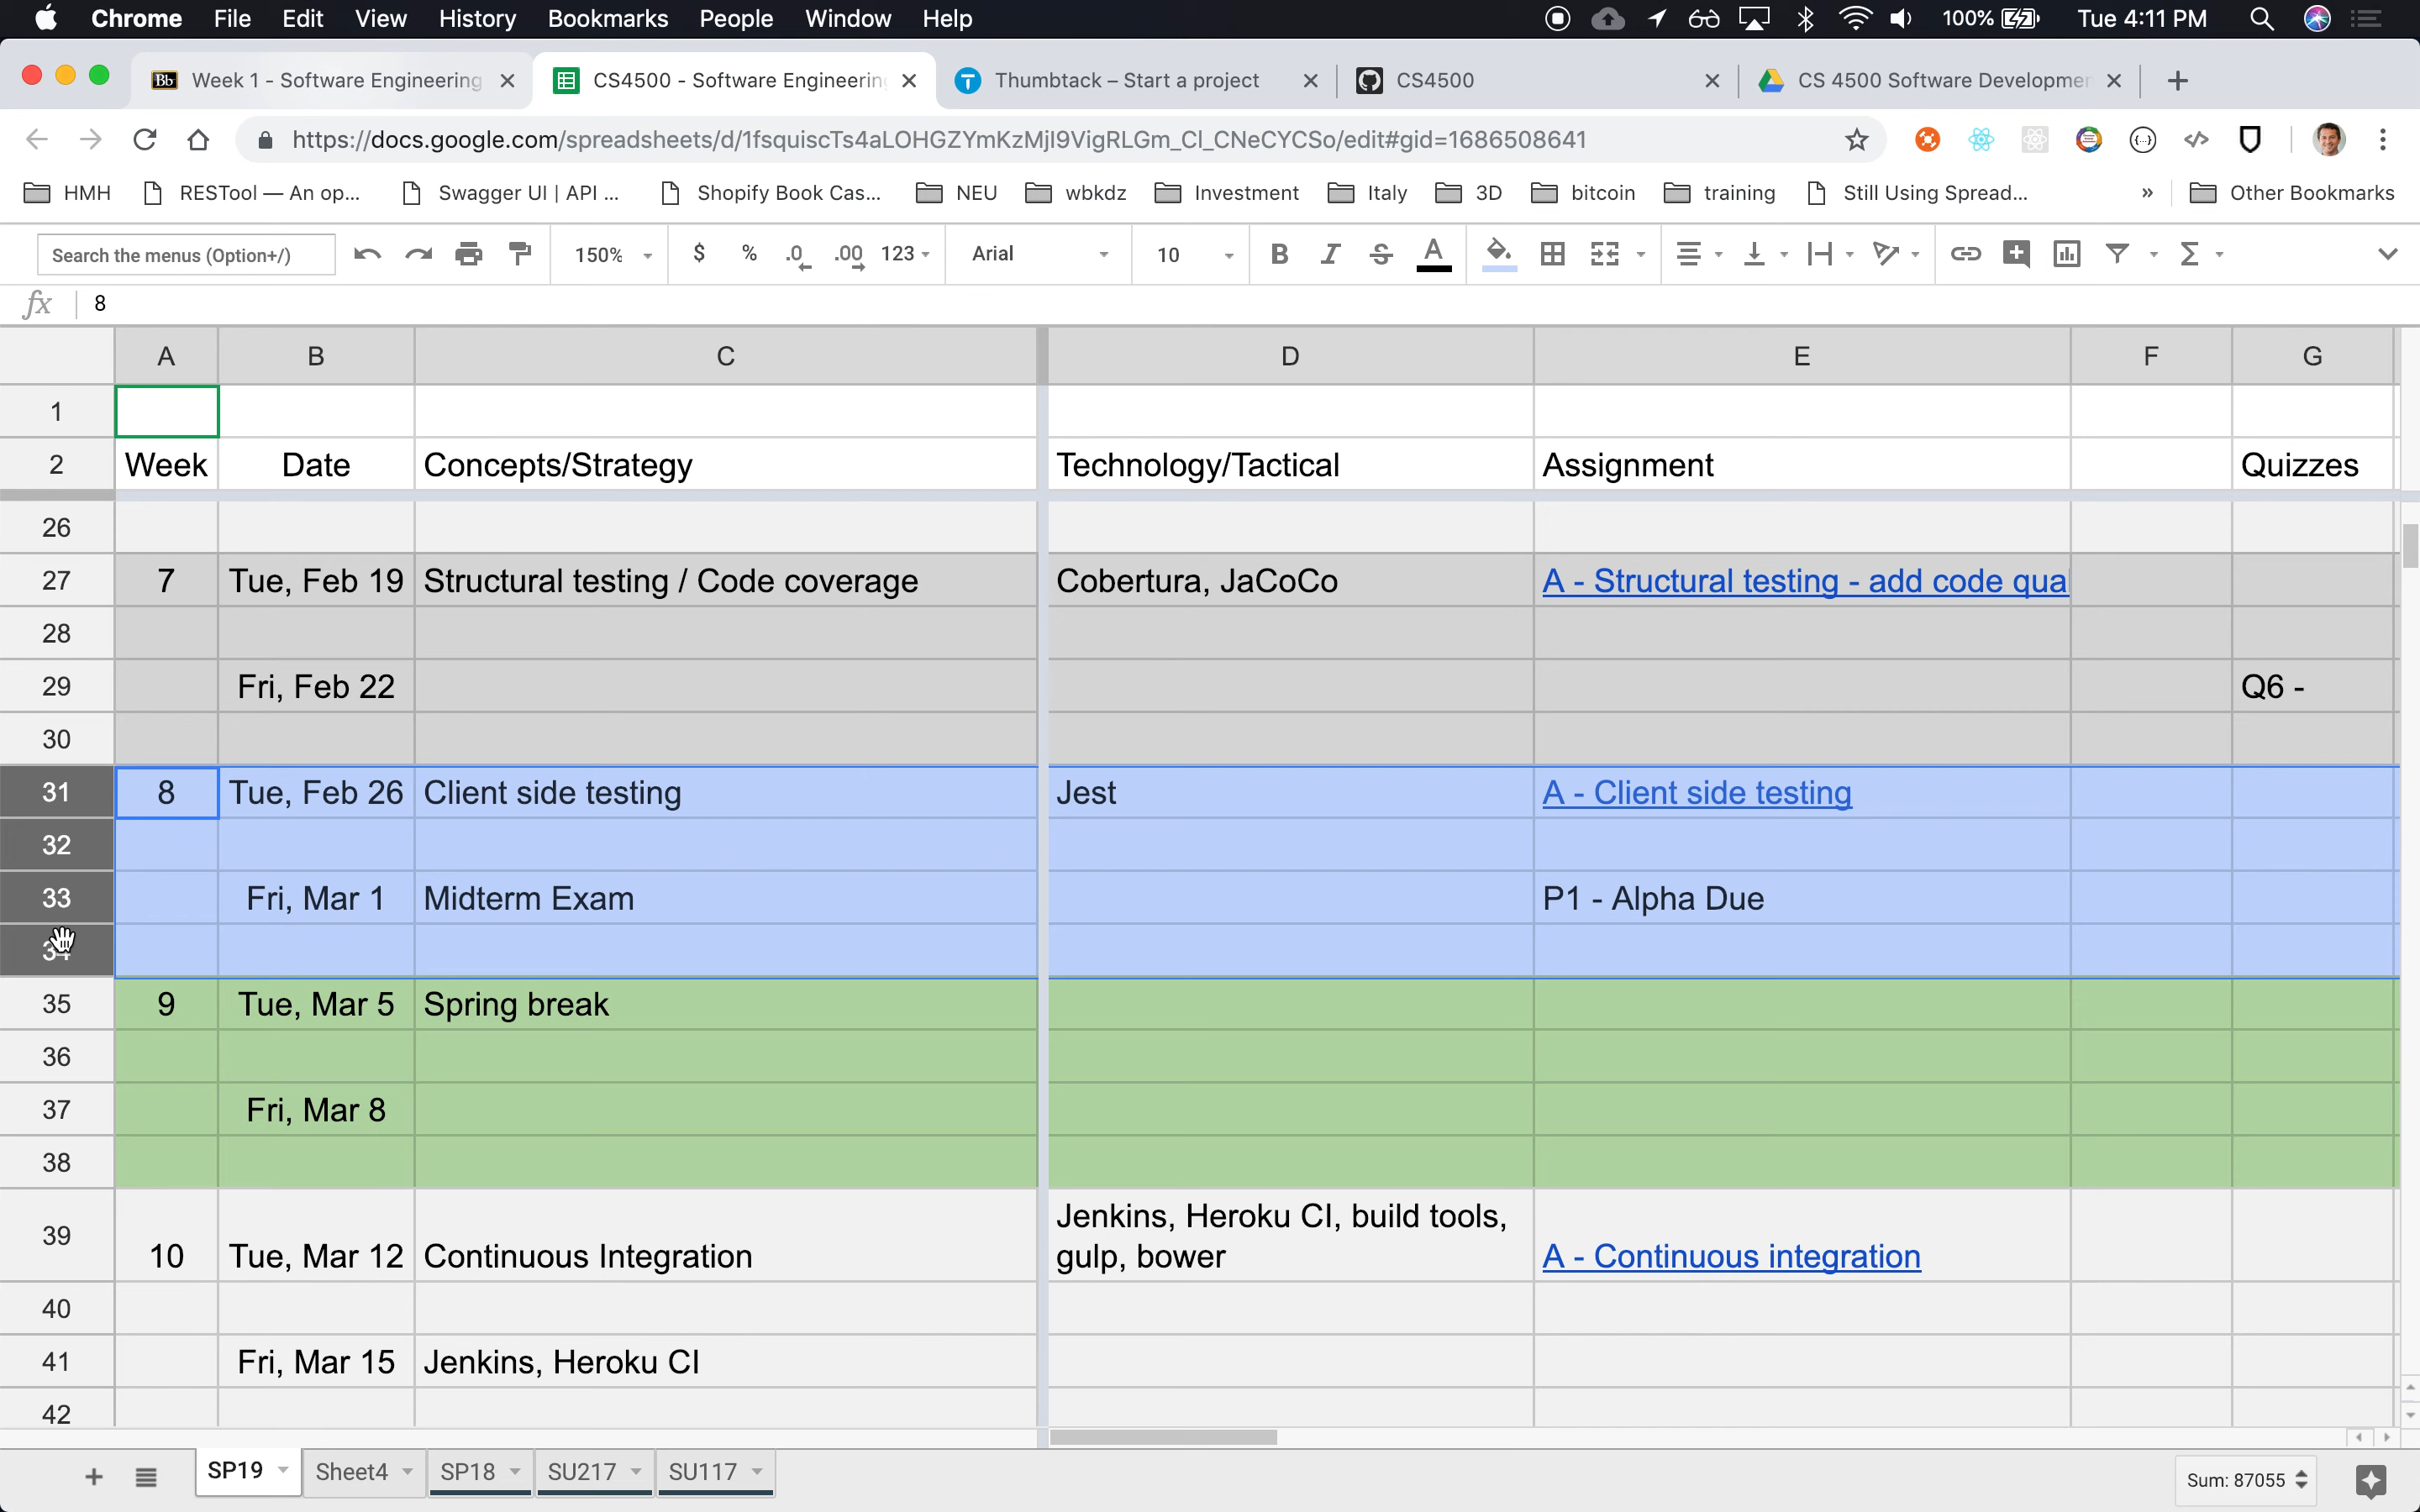 Chrome File Edit View History Bookmarks People Window Help 100% Tue 4:11 PM
Week 1 - Software Engineering CS4500 - Software Engineerin Thumbtack – Start a project CS4500 CS 4500 Software Developmen
https://docs.google.com/spreadsheets/d/1fsquiscTs4aLOHGZYmKzMjI9VigRLGm_CI_CNeCYCSo/edit#gid=1686508641
HMH RESTool — An op... Swagger UI | API ... Shopify Book Cas... NEU wbkdz Investment Italy 3D bitcoin training Still Using Spread... » Other Bookmarks
Search the menus (Option+/) 150% $ % .0 .00 123 Arial 10 B I S A
fx 8
A B C D E F G
1
2 Week Date Concepts/Strategy Technology/Tactical Assignment Quizzes
26
27 7 Tue, Feb 19 Structural testing / Code coverage Cobertura, JaCoCo A - Structural testing - add code qual
28
29 Fri, Feb 22 Q6 -
30
31 8 Tue, Feb 26 Client side testing Jest A - Client side testing
32
33 Fri, Mar 1 Midterm Exam P1 - Alpha Due
34
35 9 Tue, Mar 5 Spring break
36
37 Fri, Mar 8
38
39 10 Tue, Mar 12 Continuous Integration Jenkins, Heroku CI, build tools, A - Continuous integration
gulp, bower
40
41 Fri, Mar 15 Jenkins, Heroku CI
42
SP19 Sheet4 SP18 SU217 SU117 Sum: 87055